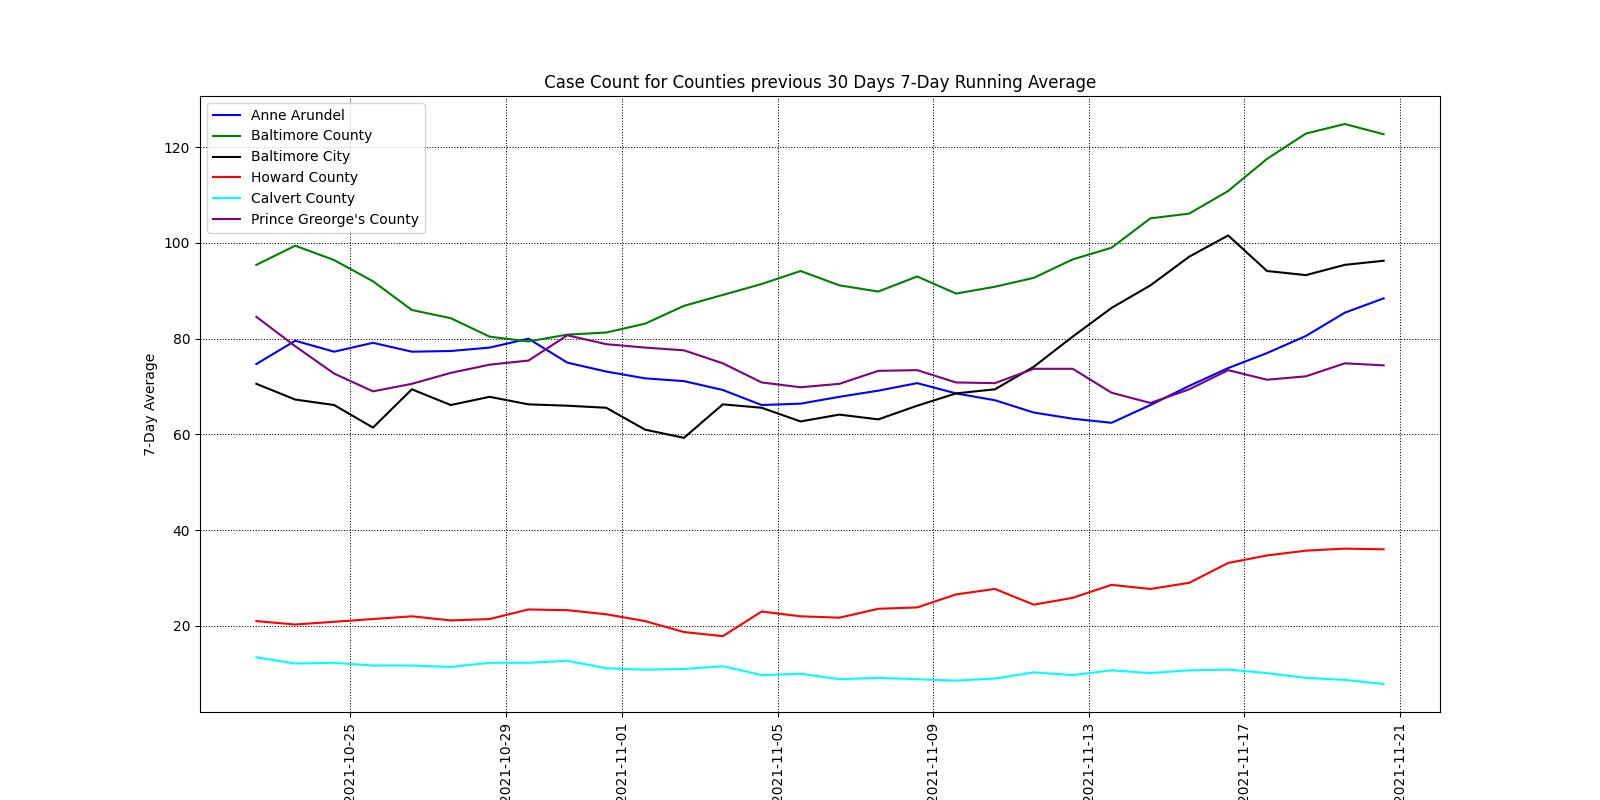 Case Count for Counties previous 30 Days 7-Day Running Average
Anne Arundel
Baltimore County
Baltimore City
Howard County
Calvert County
Prince Greorge's County
7-Day Average
120
100
80
60
40
20
2021-10-25
2021-10-29
2021-11-01
2021-11-05
2021-11-09
2021-11-13
2021-11-17
2021-11-21